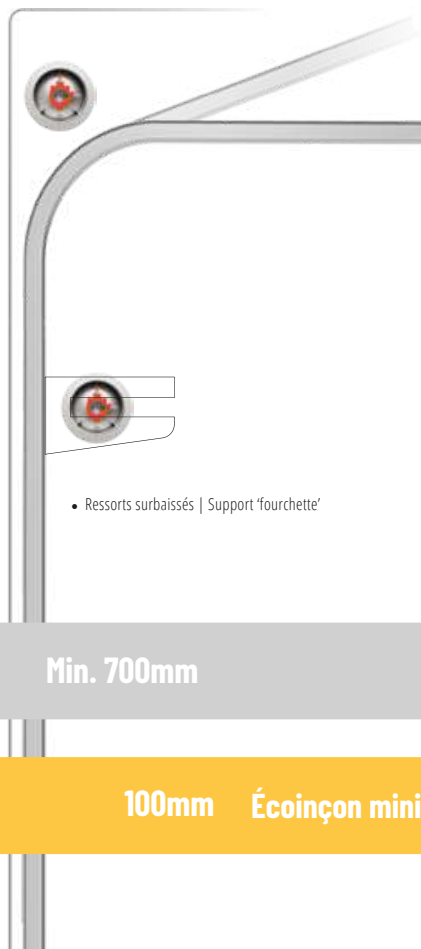 • Ressorts surbaissés | Support ‘fourchette’
Min. 700mm
100mm Écoinçon mini